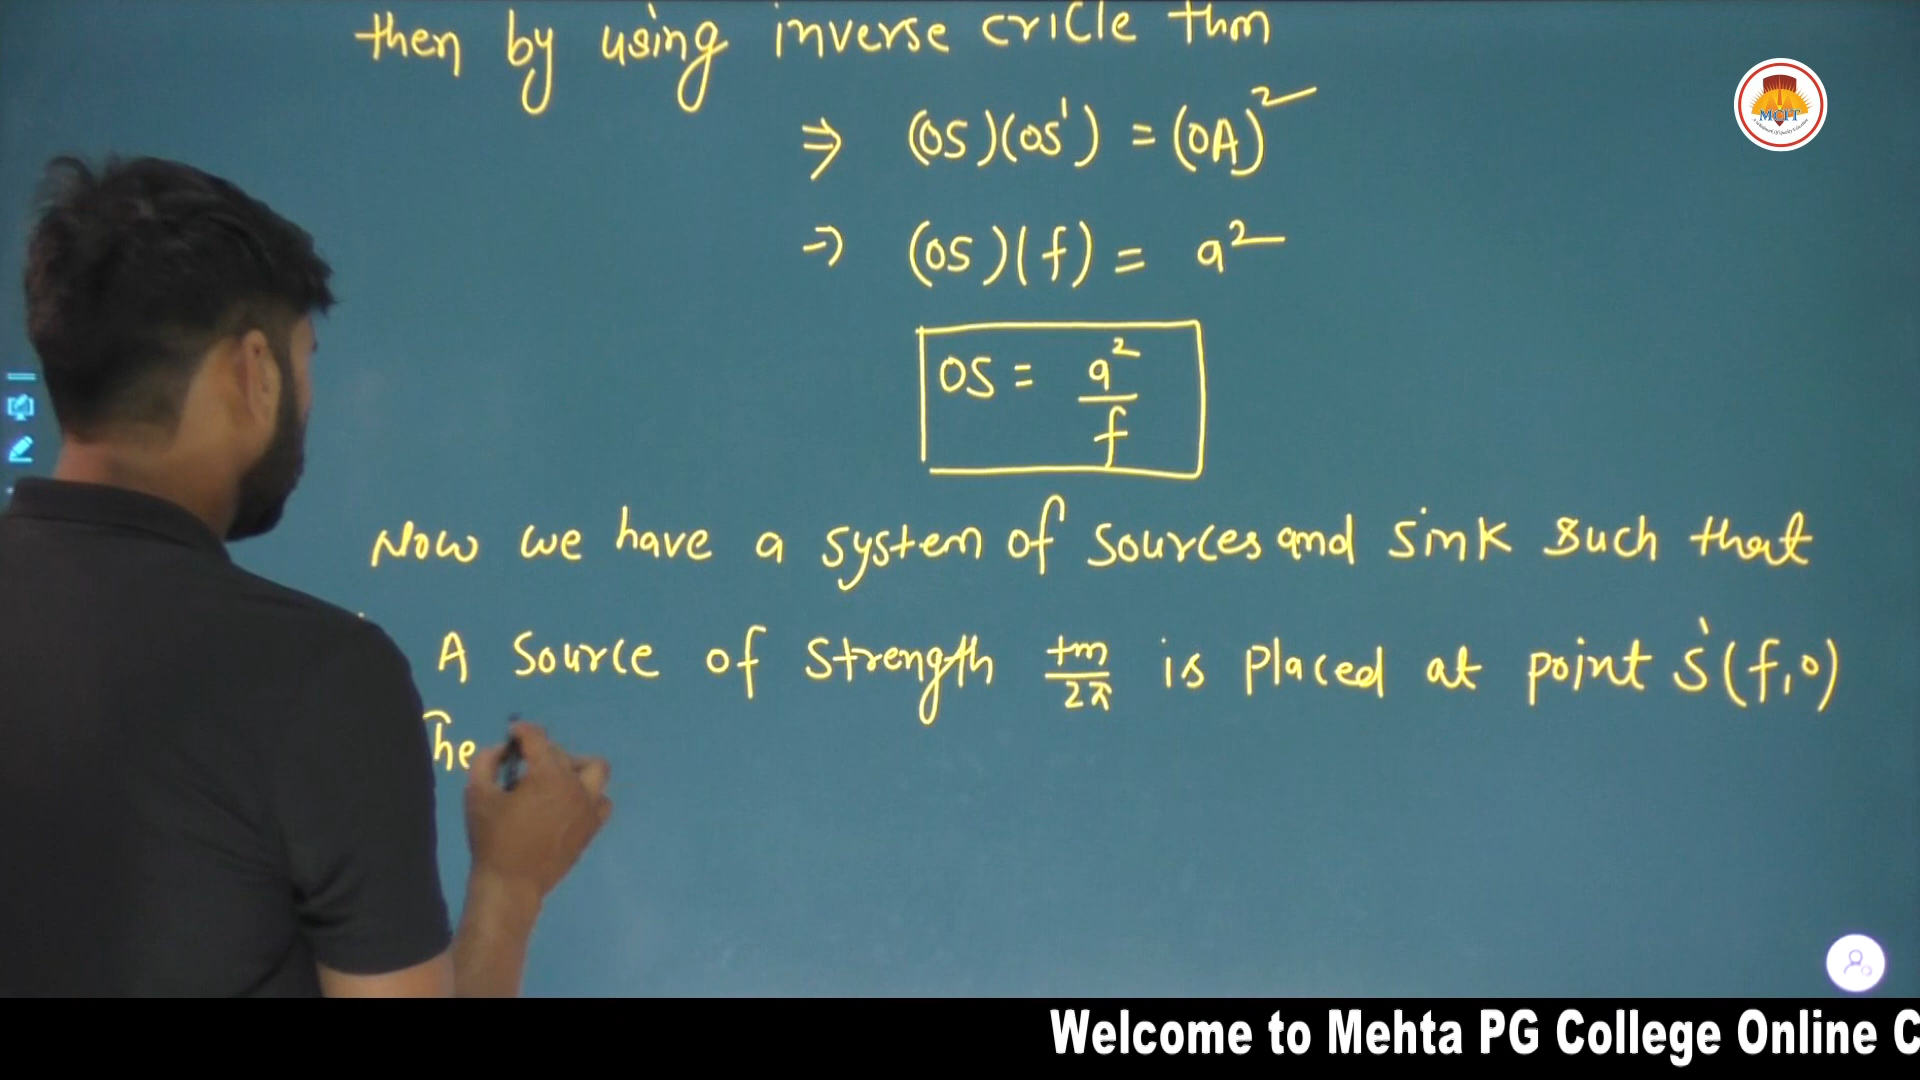 then by using inverse cricle thm
⇒ (OS)(OS') = (OA)²
→ (OS)(f) = a²
OS = a²/f
MCIT
Now we have a system of sources and sink such that
A source of strength +m/2π is placed at point S'(f,0)
The
Welcome to Mehta PG College Online C